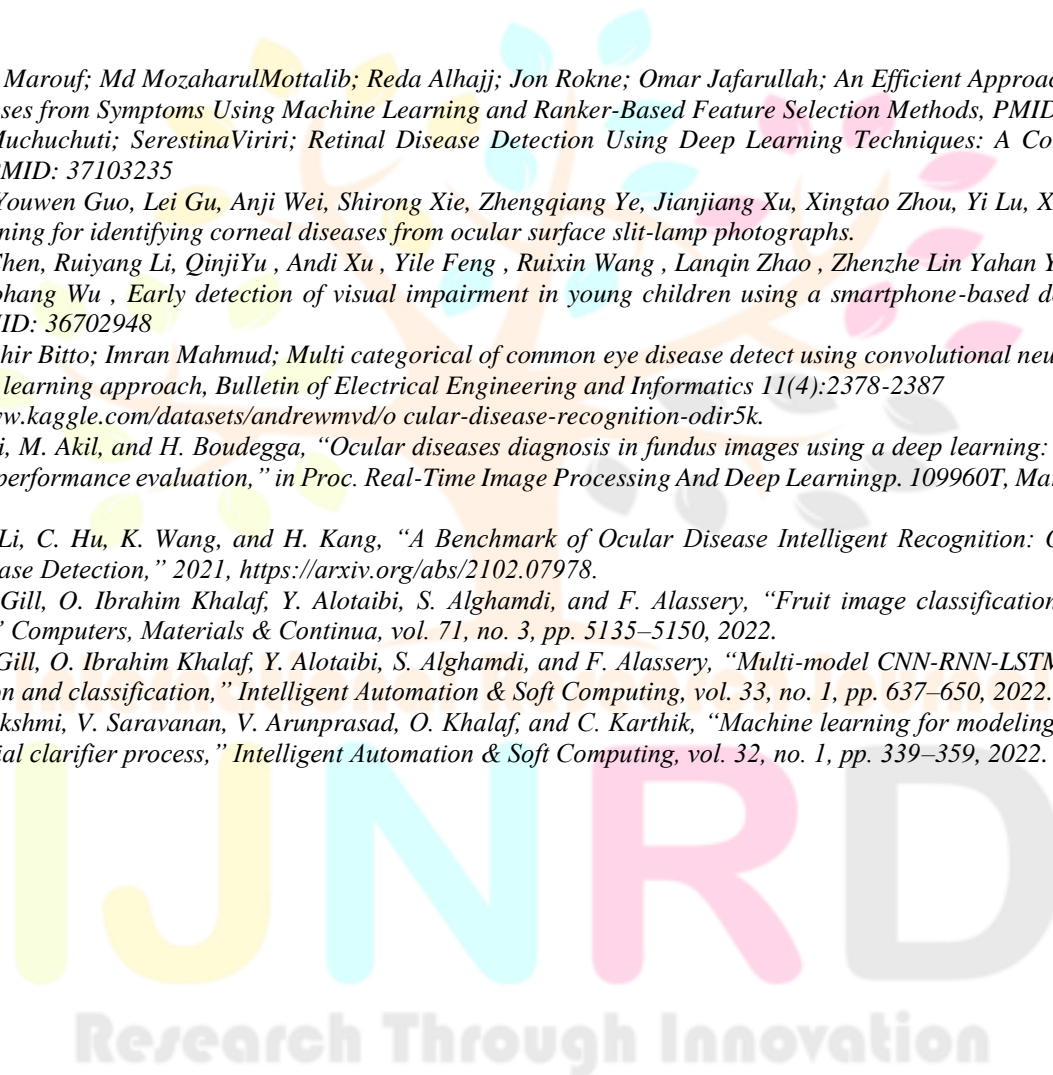 Marouf; Md MozaharulMottalib; Reda Alhajj; Jon Rokne; Omar Jafarullah; An Efficient Approac
ses from Symptoms Using Machine Learning and Ranker-Based Feature Selection Methods, PMID
Muchuchuti; SerestinaViriri; Retinal Disease Detection Using Deep Learning Techniques: A Co
PMID: 37103235
Youwen Guo, Lei Gu, Anji Wei, Shirong Xie, Zhengqiang Ye, Jianjiang Xu, Xingtao Zhou, Yi Lu, X
ning for identifying corneal diseases from ocular surface slit-lamp photographs.
Chen, Ruiyang Li, QinjiYu , Andi Xu , Yile Feng , Ruixin Wang , Lanqin Zhao , Zhenzhe Lin Yahan Y
ohang Wu , Early detection of visual impairment in young children using a smartphone-based de
MID: 36702948
hir Bitto; Imran Mahmud; Multi categorical of common eye disease detect using convolutional neu
learning approach, Bulletin of Electrical Engineering and Informatics 11(4):2378-2387
ww.kaggle.com/datasets/andrewmvd/o cular-disease-recognition-odir5k.
i, M. Akil, and H. Boudegga, “Ocular diseases diagnosis in fundus images using a deep learning:
performance evaluation,” in Proc. Real-Time Image Processing And Deep Learningp. 109960T, Ma
Li, C. Hu, K. Wang, and H. Kang, “A Benchmark of Ocular Disease Intelligent Recognition: O
ase Detection,” 2021, https://arxiv.org/abs/2102.07978.
Gill, O. Ibrahim Khalaf, Y. Alotaibi, S. Alghamdi, and F. Alassery, “Fruit image classification
” Computers, Materials & Continua, vol. 71, no. 3, pp. 5135–5150, 2022.
Gill, O. Ibrahim Khalaf, Y. Alotaibi, S. Alghamdi, and F. Alassery, “Multi-model CNN-RNN-LSTM
on and classification,” Intelligent Automation & Soft Computing, vol. 33, no. 1, pp. 637–650, 2022.
kshmi, V. Saravanan, V. Arunprasad, O. Khalaf, and C. Karthik, “Machine learning for modeling
ial clarifier process,” Intelligent Automation & Soft Computing, vol. 32, no. 1, pp. 339–359, 2022.
IJNRD
Research Through Innovation